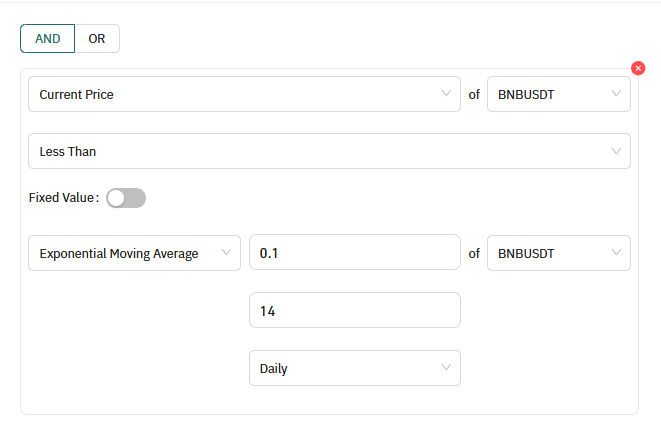 AND OR
Current Price of BNBUSDT
Less Than
Fixed Value:
Exponential Moving Average 0.1 of BNBUSDT
14
Daily